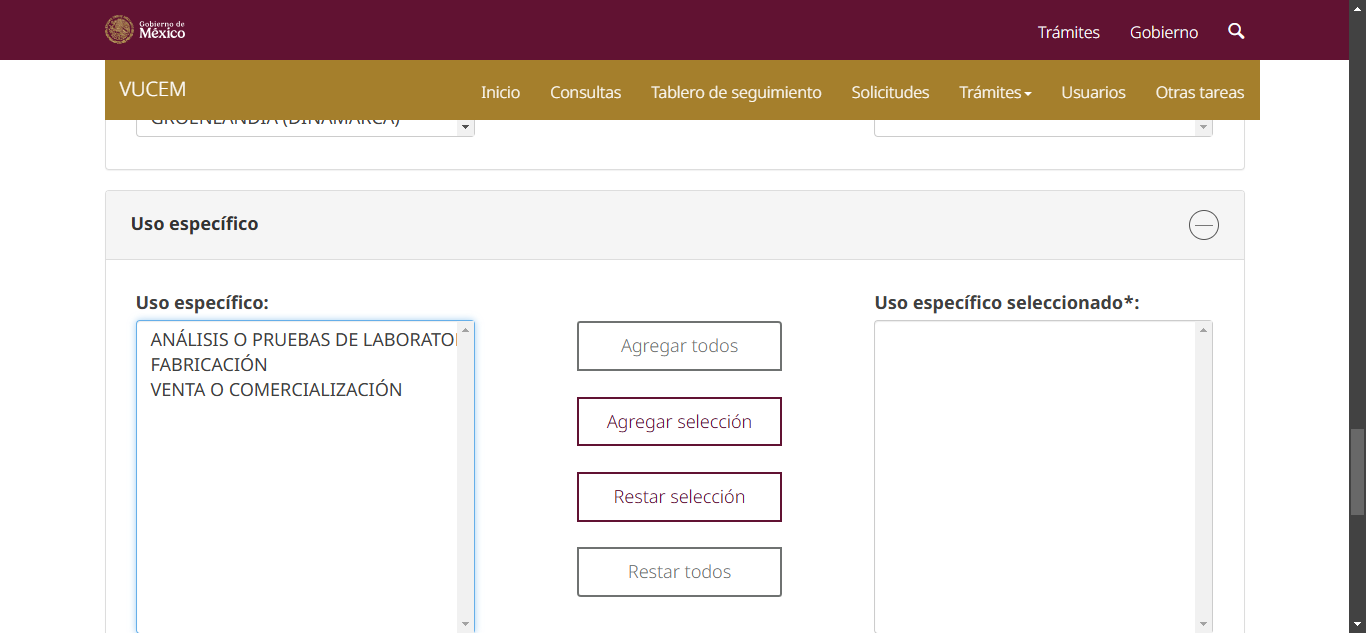 Gobierno de
México
Trámites
Gobierno
VUCEM
Inicio
Consultas
Tablero de seguimiento
Solicitudes
Trámites
Usuarios
Otras tareas
GROENLANDIA (DINAMARCA)
Uso específico
Uso específico:
Uso específico seleccionado*:
ANÁLISIS O PRUEBAS DE LABORATO
FABRICACIÓN
VENTA O COMERCIALIZACIÓN
Agregar todos
Agregar selección
Restar selección
Restar todos